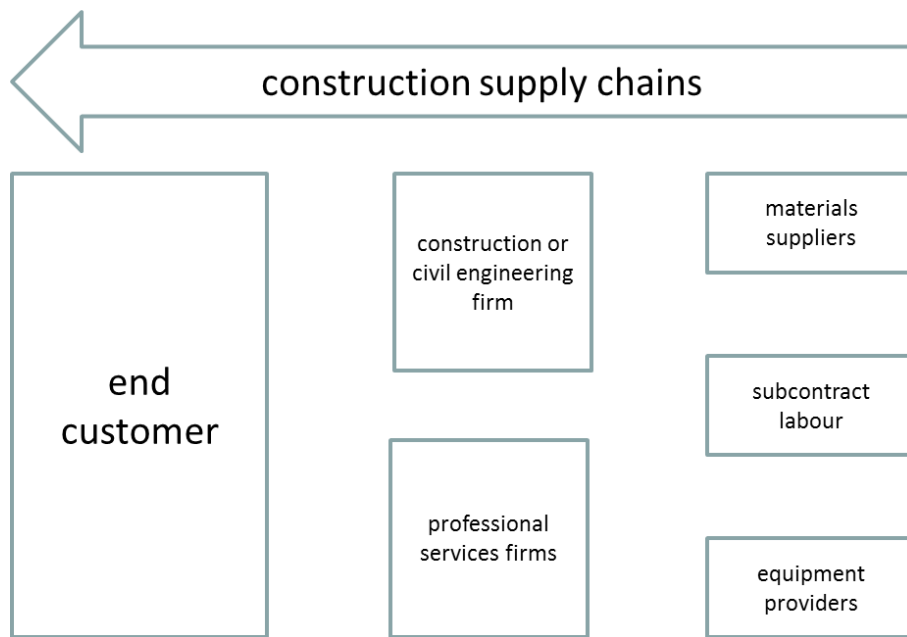 construction supply chains
end
customer
construction or
civil engineering
firm
professional
services firms
materials
suppliers
subcontract
labour
equipment
providers